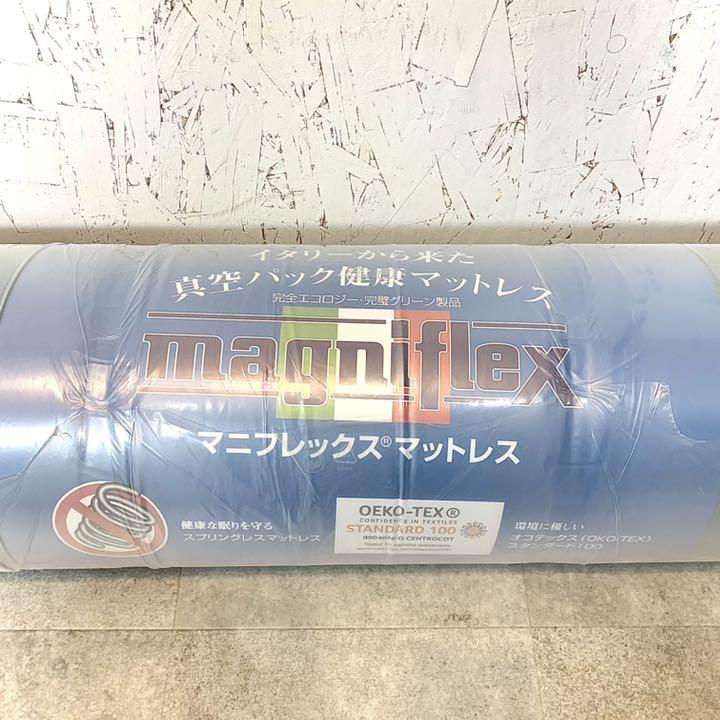 イタリーから来た
真空パック健康マットレス
完全エコロジー・完璧グリーン製品
magniflex
マニフレックス®マットレス
健康な眠りを守る
スプリングレスマットレス
OEKO-TEX®
CONFIDENCE IN TEXTILES
STANDARD 100
CENTROCOT
Tested for harmful substances
環境に優しい
オコテックス(OKO-TEX)
スタンダード100